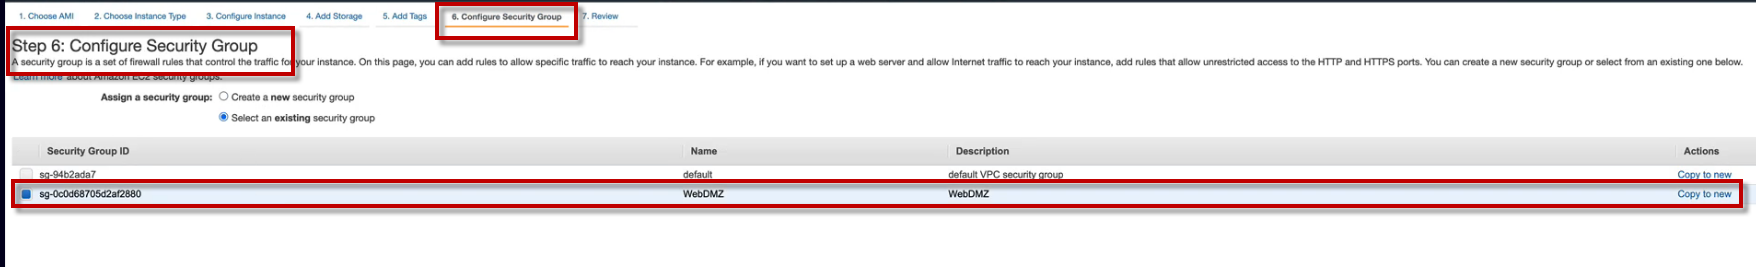 1. Choose AMI 2. Choose Instance Type 3. Configure Instance 4. Add Storage 5. Add Tags 6. Configure Security Group 7. Review
Step 6: Configure Security Group
A security group is a set of firewall rules that control the traffic for your instance. On this page, you can add rules to allow specific traffic to reach your instance. For example, if you want to set up a web server and allow Internet traffic to reach your instance, add rules that allow unrestricted access to the HTTP and HTTPS ports. You can create a new security group or select from an existing one below.
Learn more about Amazon EC2 security groups.
Assign a security group: Create a new security group
Select an existing security group
Security Group ID Name Description Actions
sg-94b2ada7 default default VPC security group Copy to new
sg-0c0d68705d2af2880 WebDMZ WebDMZ Copy to new